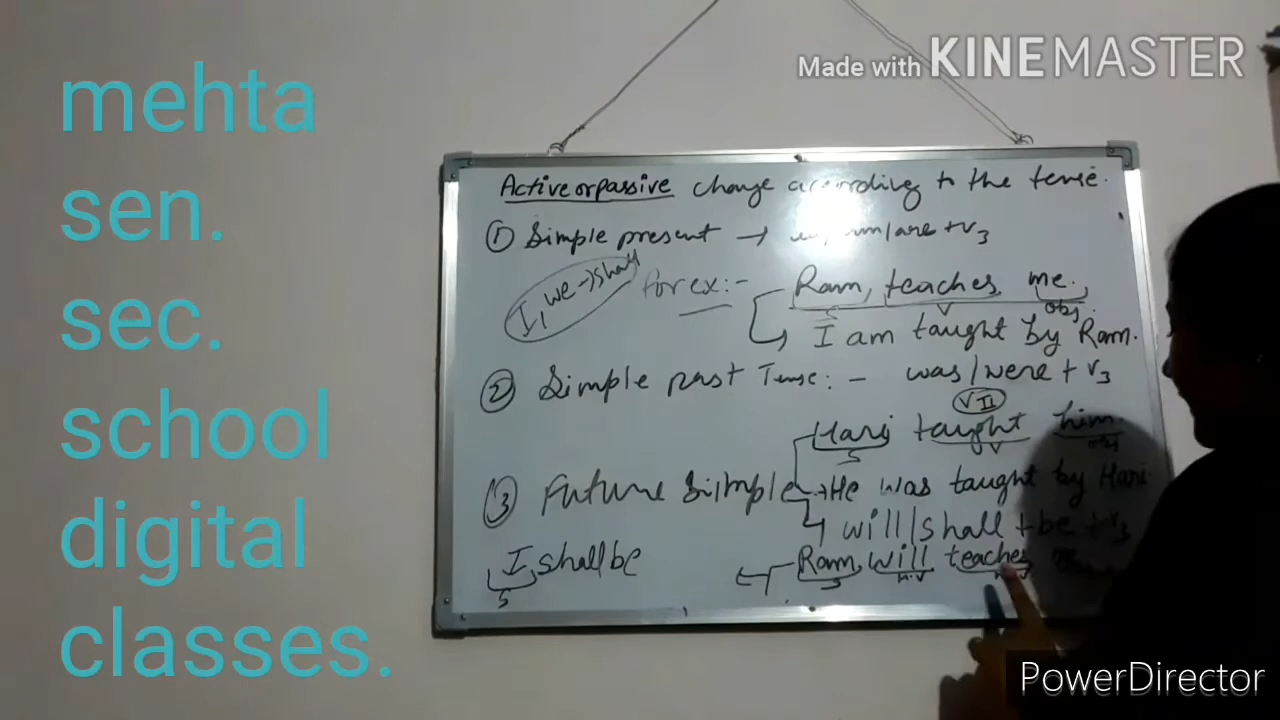 mehta
sen.
sec.
school
digital
classes.
Made with KINEMASTER
Active or passive change according to the tense.
① Simple present → /am/are + v3
I, we → shall
For ex:- Ram, teaches me.
S V obj
I am taught by Ram.
② Simple past Tense:- was/were + v3
V II
Hari taught him.
S V obj
③ Future Simple → He was taught by Hari
will/shall + be + v3
I shall be Ram will teaches
S S H.V
PowerDirector